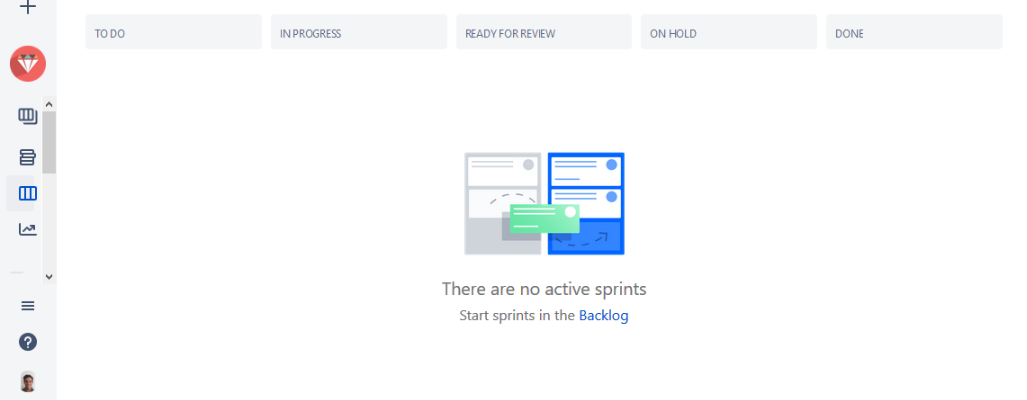 TO DO
IN PROGRESS
READY FOR REVIEW
ON HOLD
DONE
There are no active sprints
Start sprints in the Backlog